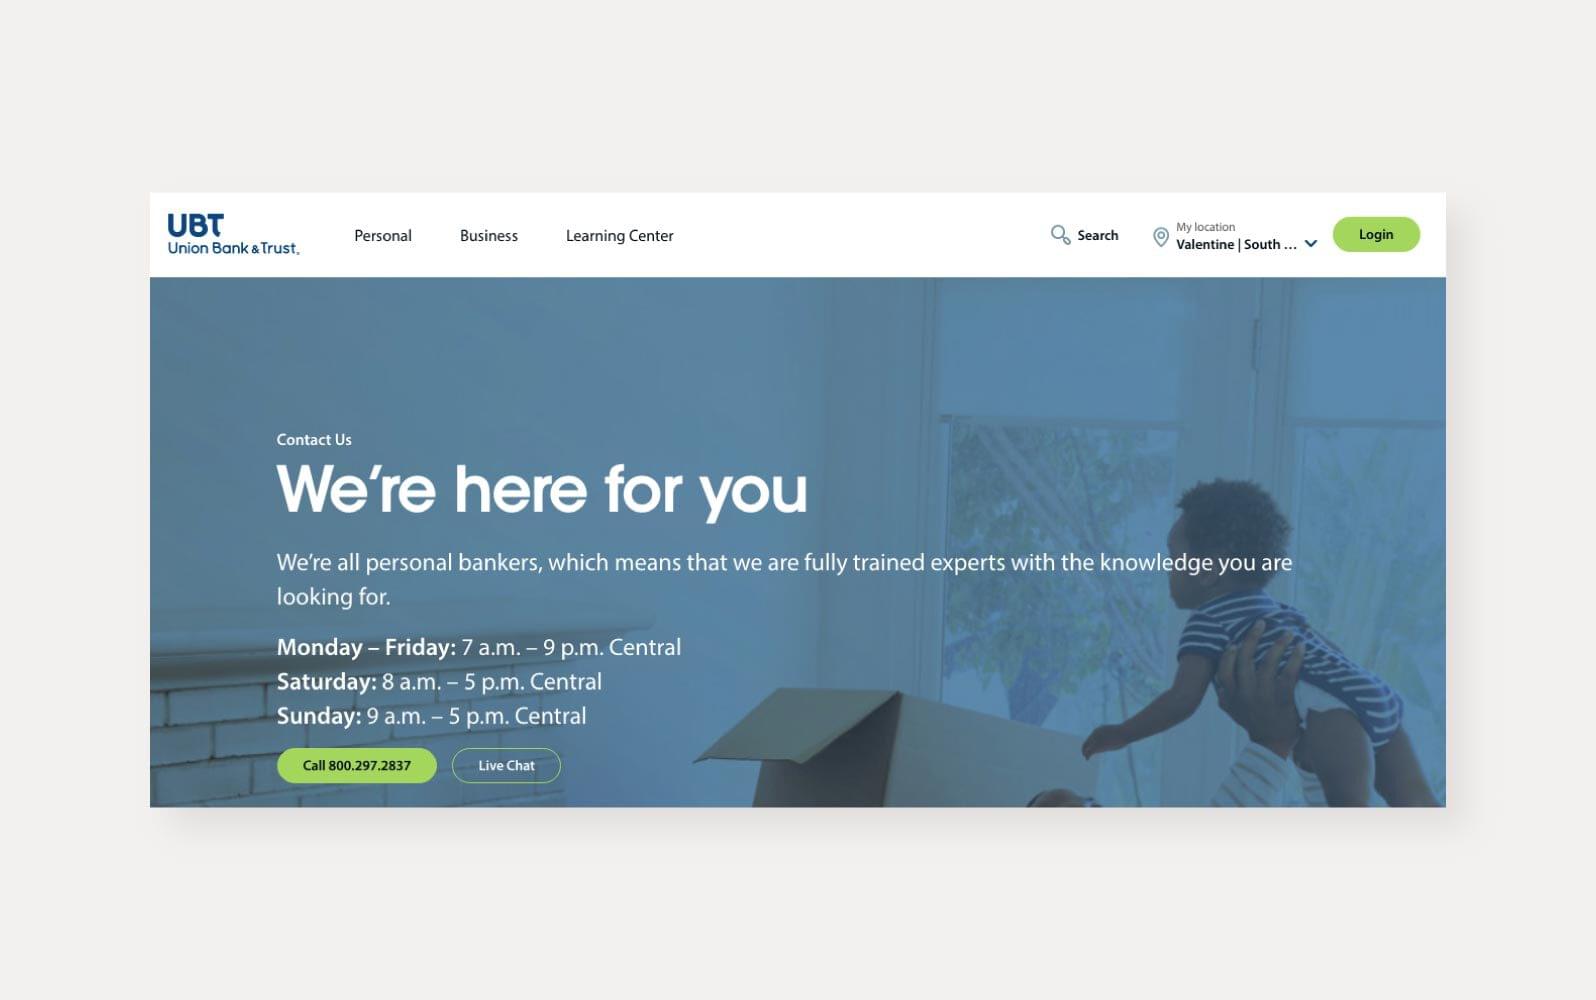 UBT
Union Bank & Trust.
Personal
Business
Learning Center
Search
My location
Valentine | South ...
Login
Contact Us
We’re here for you
We’re all personal bankers, which means that we are fully trained experts with the knowledge you are
looking for.
Monday – Friday: 7 a.m. – 9 p.m. Central
Saturday: 8 a.m. – 5 p.m. Central
Sunday: 9 a.m. – 5 p.m. Central
Call 800.297.2837
Live Chat